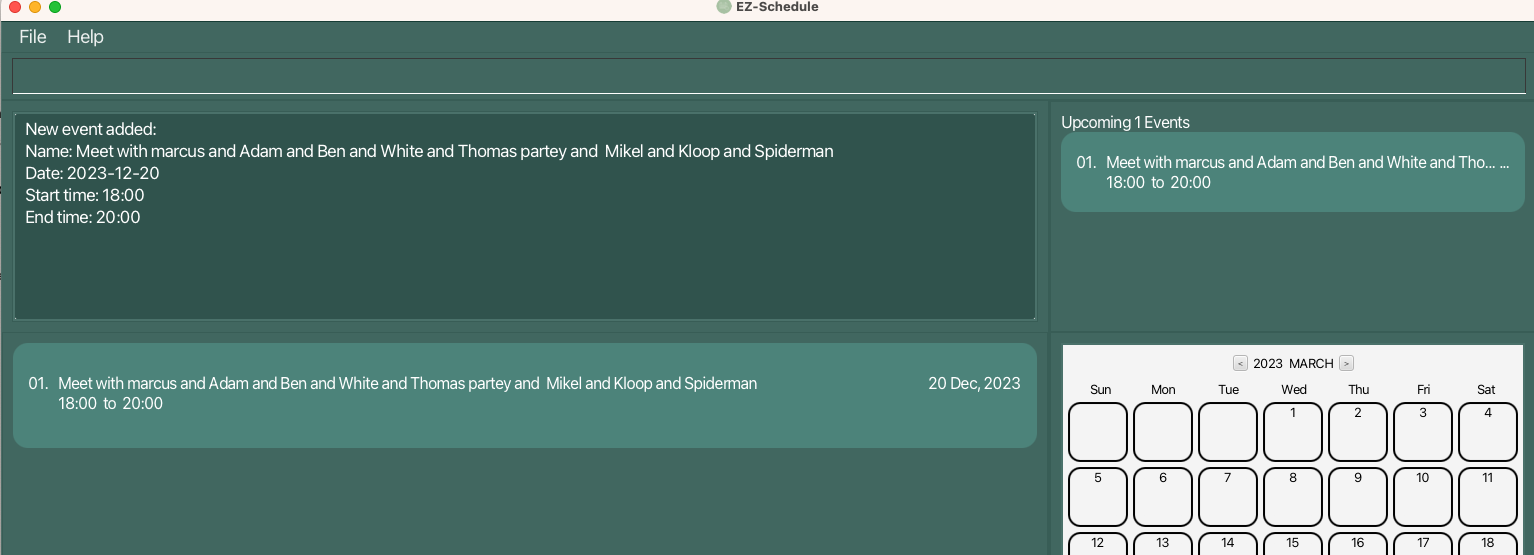 EZ-Schedule
File Help
New event added:
Name: Meet with marcus and Adam and Ben and White and Thomas partey and  Mikel and Kloop and Spiderman
Date: 2023-12-20
Start time: 18:00
End time: 20:00
Upcoming 1 Events
01. Meet with marcus and Adam and Ben and White and Tho... ...
18:00 to 20:00
01. Meet with marcus and Adam and Ben and White and Thomas partey and  Mikel and Kloop and Spiderman 20 Dec, 2023
18:00 to 20:00
< 2023 MARCH >
Sun Mon Tue Wed Thu Fri Sat
1 2 3 4
5 6 7 8 9 10 11
12 13 14 15 16 17 18